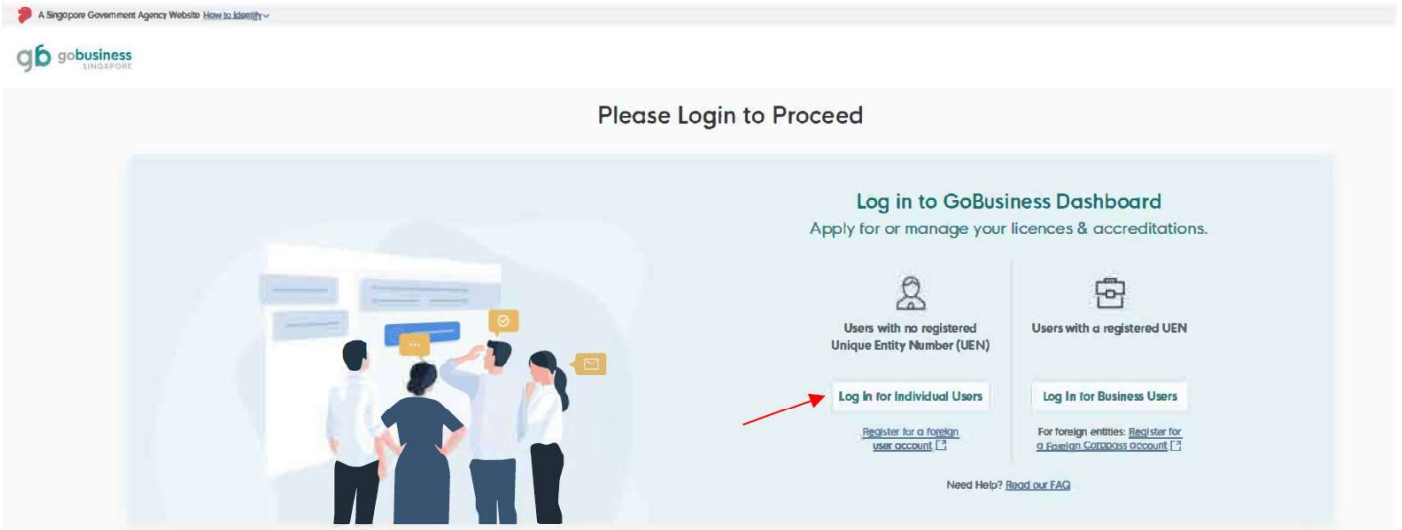 A Singapore Government Agency Website How to identify
gb gobusiness
SINGAPORE
Please Login to Proceed
Log in to GoBusiness Dashboard
Apply for or manage your licences & accreditations.
Users with no registered
Unique Entity Number (UEN)
Log In for Individual Users
Register for a foreign
user account
Users with a registered UEN
Log In for Business Users
For foreign entities: Register for
a Foreign Corppass account
Need Help? Read our FAQ